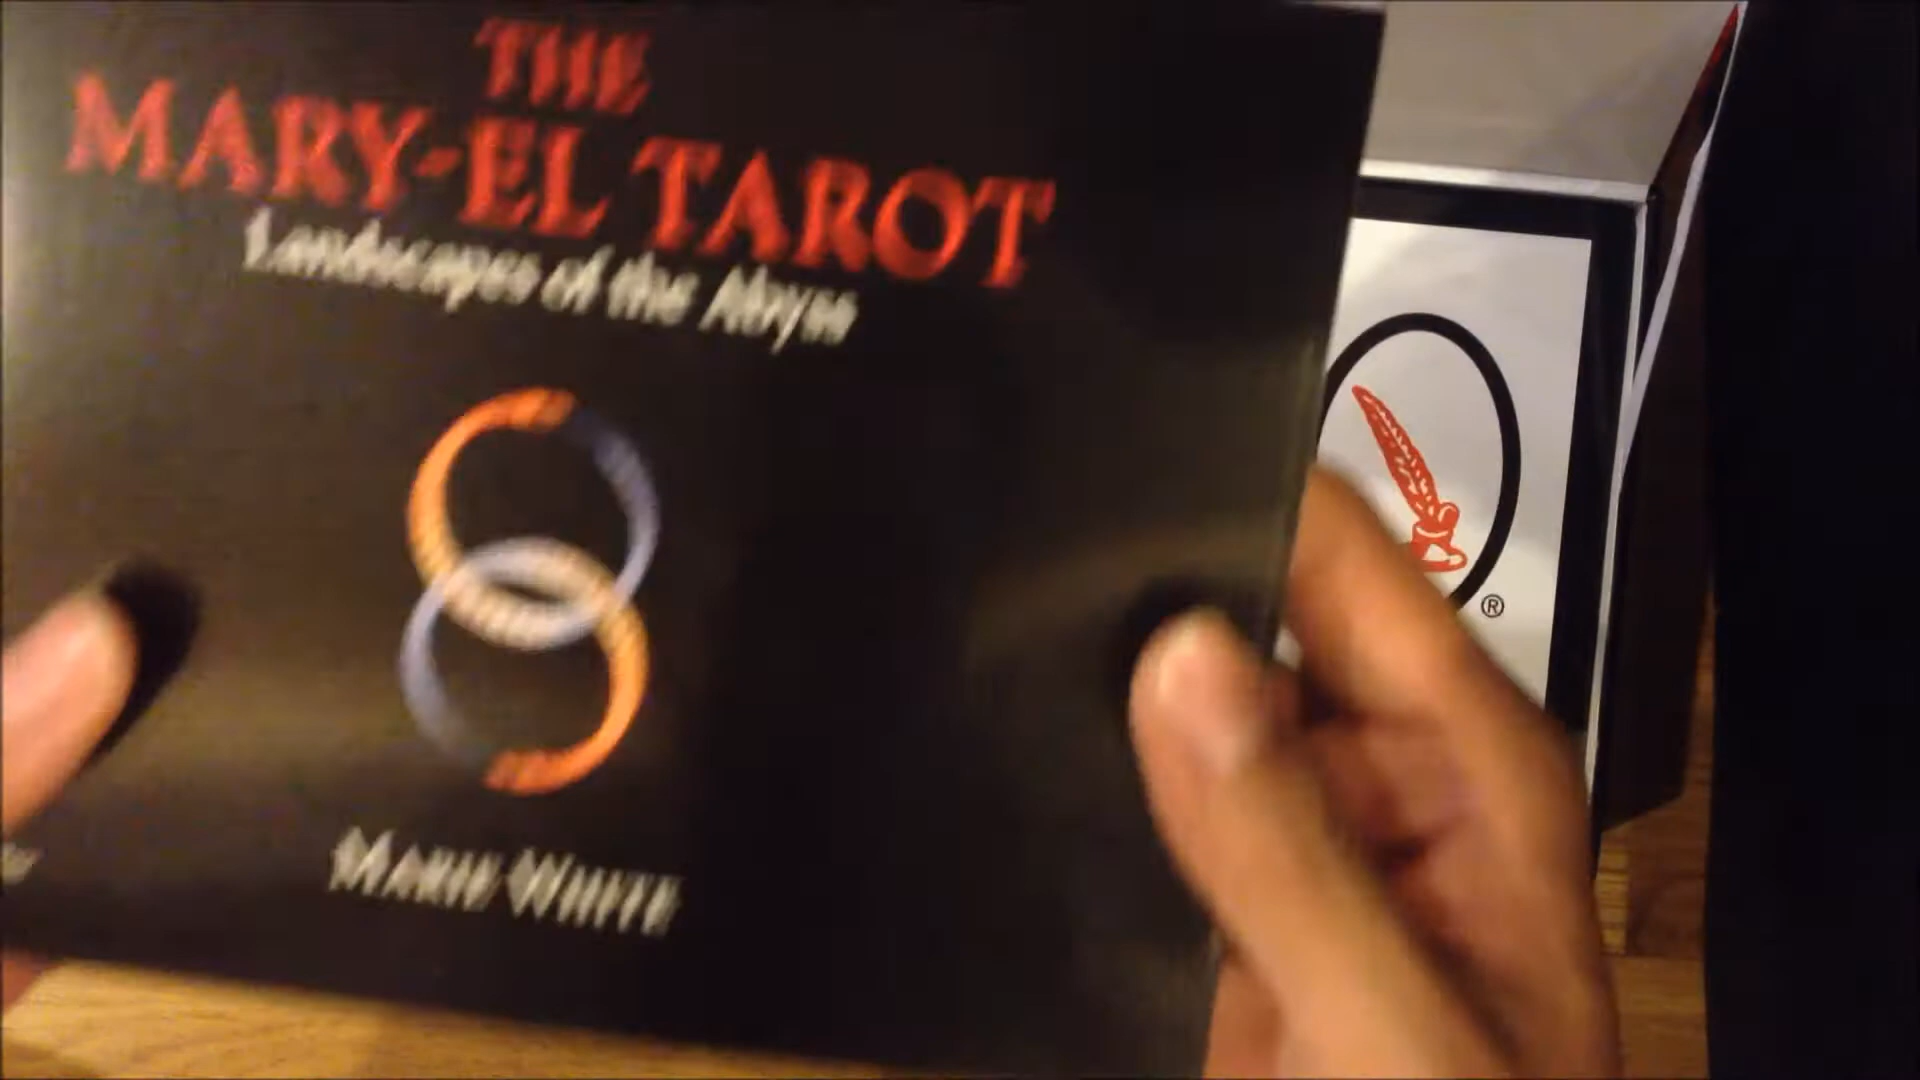 THE
MARY-EL TAROT
Landscapes of the Abyss
MARIE WHITE
®